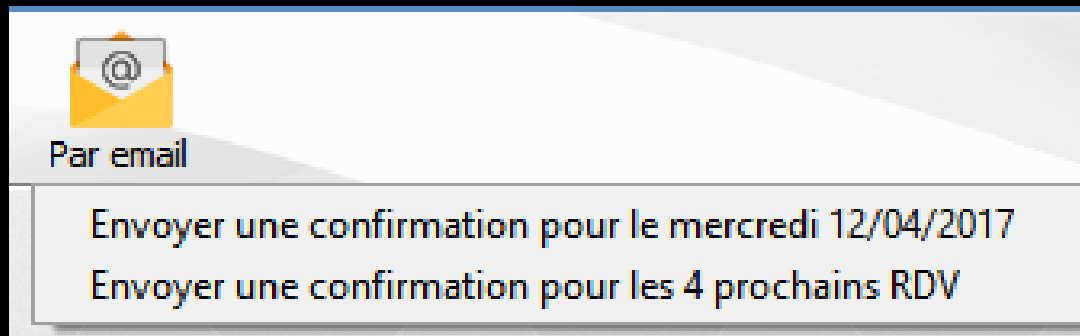 @
Par email
Envoyer une confirmation pour le mercredi 12/04/2017
Envoyer une confirmation pour les 4 prochains RDV